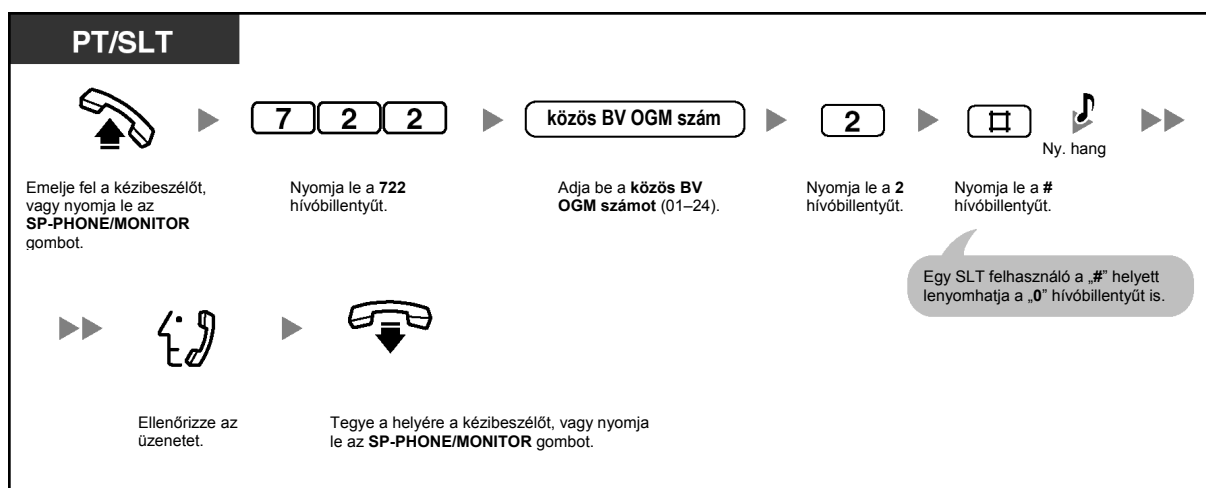 PT/SLT
7 2 2
közös BV OGM szám
2
#
Ny. hang
Emelje fel a kézibeszélőt,
vagy nyomja le az
SP-PHONE/MONITOR
gombot.
Nyomja le a 722
hívóbillentyűt.
Adja be a közös BV
OGM számot (01–24).
Nyomja le a 2
hívóbillentyűt.
Nyomja le a #
hívóbillentyűt.
Egy SLT felhasználó a „#” helyett
lenyomhatja a „0” hívóbillentyűt is.
Ellenőrizze az
üzenetet.
Tegye a helyére a kézibeszélőt, vagy nyomja
le az SP-PHONE/MONITOR gombot.